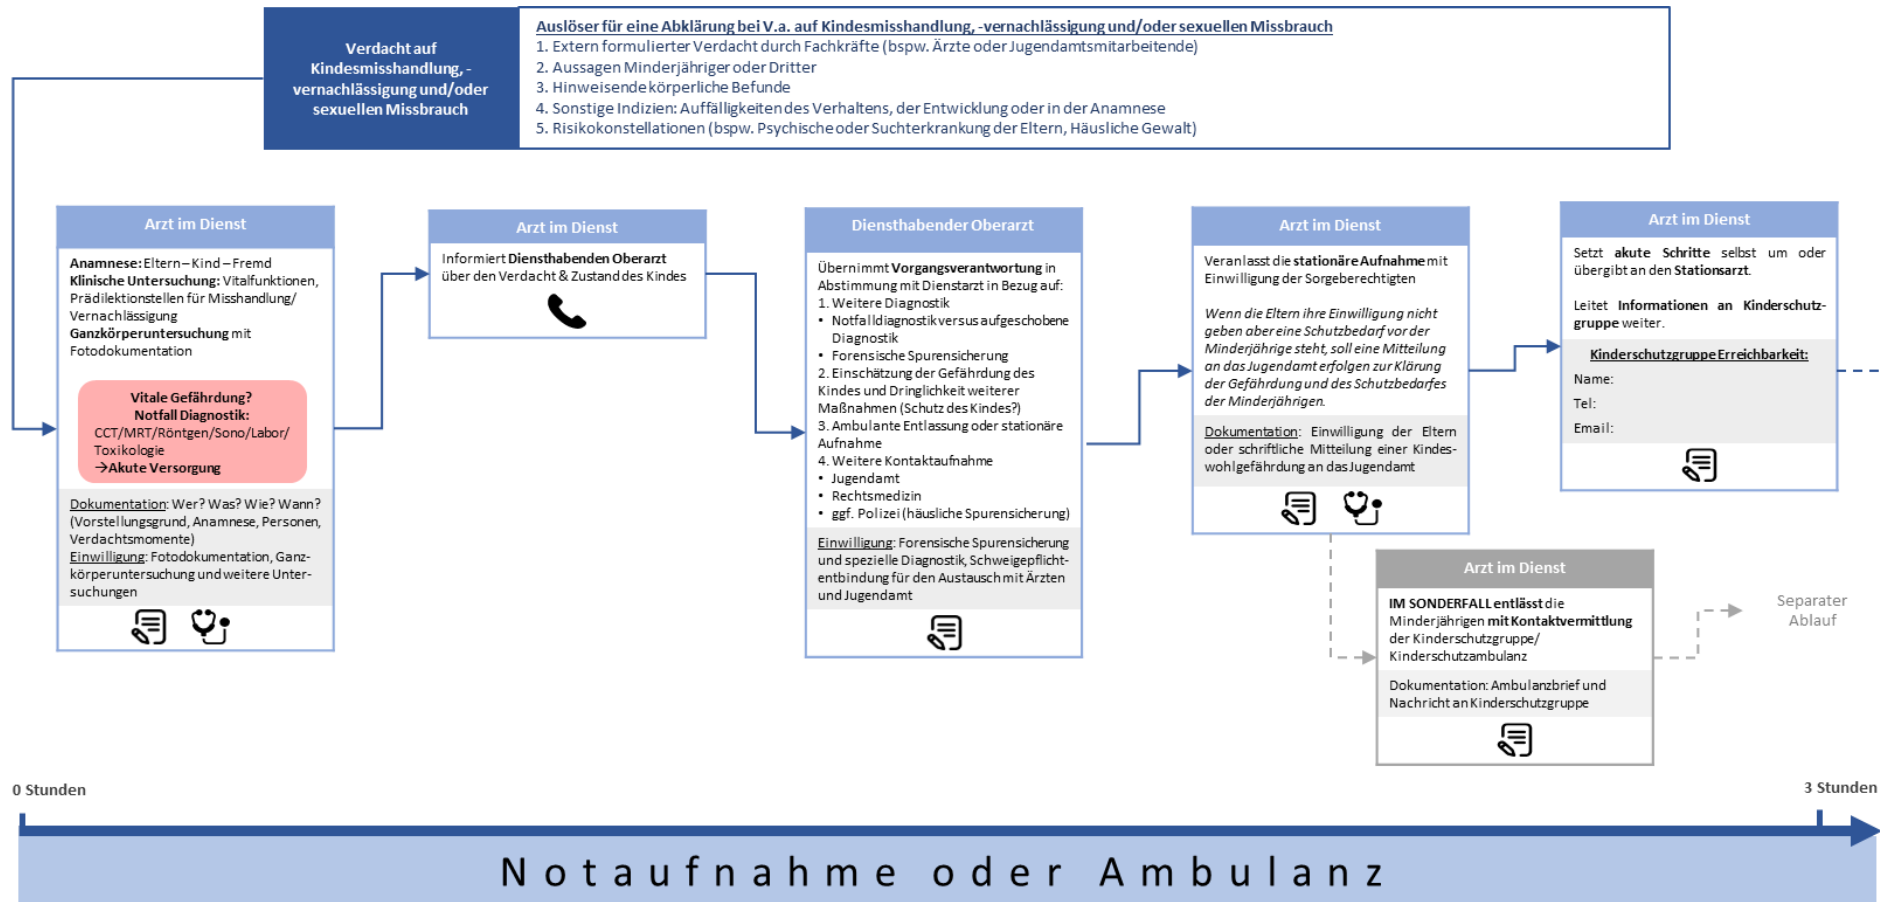 Verdacht auf
Kindesmisshandlung, -
vernachlässigung und/oder
sexuellen Missbrauch
Auslöser für eine Abklärung bei V.a. auf Kindesmisshandlung, -vernachlässigung und/oder sexuellen Missbrauch
1. Extern formulierter Verdacht durch Fachkräfte (bspw. Ärzte oder Jugendamtsmitarbeitende)
2. Aussagen Minderjähriger oder Dritter
3. Hinweisende körperliche Befunde
4. Sonstige Indizien: Auffälligkeiten des Verhaltens, der Entwicklung oder in der Anamnese
5. Risikokonstellationen (bspw. Psychische oder Suchterkrankung der Eltern, Häusliche Gewalt)
Arzt im Dienst
Anamnese: Eltern – Kind – Fremd
Klinische Untersuchung: Vitalfunktionen,
Prädilektionstellen für Misshandlung/
Vernachlässigung
Ganzkörperuntersuchung mit
Fotodokumentation
Vitale Gefährdung?
Notfall Diagnostik:
CCT/MRT/Röntgen/Sono/Labor/
Toxikologie
→Akute Versorgung
Dokumentation: Wer? Was? Wie? Wann?
(Vorstellungsgrund, Anamnese, Personen,
Verdachtsmomente)
Einwilligung: Fotodokumentation, Ganz-
körperuntersuchung und weitere Unter-
suchungen
Arzt im Dienst
Informiert Diensthabenden Oberarzt
über den Verdacht & Zustand des Kindes
Diensthabender Oberarzt
Übernimmt Vorgangsverantwortung in
Abstimmung mit Dienstarzt in Bezug auf:
1. Weitere Diagnostik
• Notfalldiagnostik versus aufgeschobene
Diagnostik
• Forensische Spurensicherung
2. Einschätzung der Gefährdung des
Kindes und Dringlichkeit weiterer
Maßnahmen (Schutz des Kindes?)
3. Ambulante Entlassung oder stationäre
Aufnahme
4. Weitere Kontaktaufnahme
• Jugendamt
• Rechtsmedizin
• ggf. Polizei (häusliche Spurensicherung)
Einwilligung: Forensische Spurensicherung
und spezielle Diagnostik, Schweigepflicht-
entbindung für den Austausch mit Ärzten
und Jugendamt
Arzt im Dienst
Veranlasst die stationäre Aufnahme mit
Einwilligung der Sorgeberechtigten
Wenn die Eltern ihre Einwilligung nicht
geben aber eine Schutzbedarf vor der
Minderjährige steht, soll eine Mitteilung
an das Jugendamt erfolgen zur Klärung
der Gefährdung und des Schutzbedarfes
der Minderjährigen.
Dokumentation: Einwilligung der Eltern
oder schriftliche Mitteilung einer Kindes-
wohlgefährdung an das Jugendamt
Arzt im Dienst
Setzt akute Schritte selbst um oder
übergibt an den Stationsarzt.
Leitet Informationen an Kinderschutz-
gruppe weiter.
Kinderschutzgruppe Erreichbarkeit:
Name:
Tel:
Email:
Arzt im Dienst
IM SONDERFALL entlässt die
Minderjährigen mit Kontaktvermittlung
der Kinderschutzgruppe/
Kinderschutzambulanz
Dokumentation: Ambulanzbrief und
Nachricht an Kinderschutzgruppe
Separater
Ablauf
0 Stunden
3 Stunden
Notaufnahme oder Ambulanz